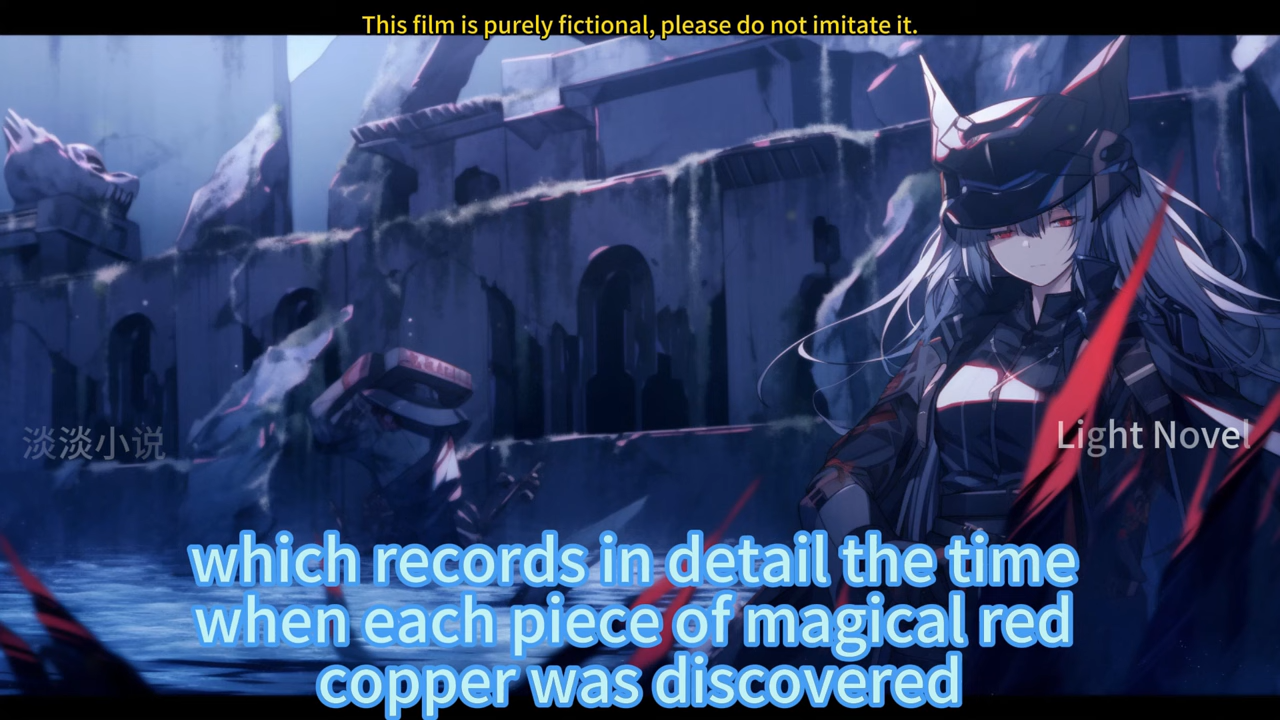 This film is purely fictional, please do not imitate it.
淡淡小说
Light Novel
which records in detail the time
when each piece of magical red
copper was discovered